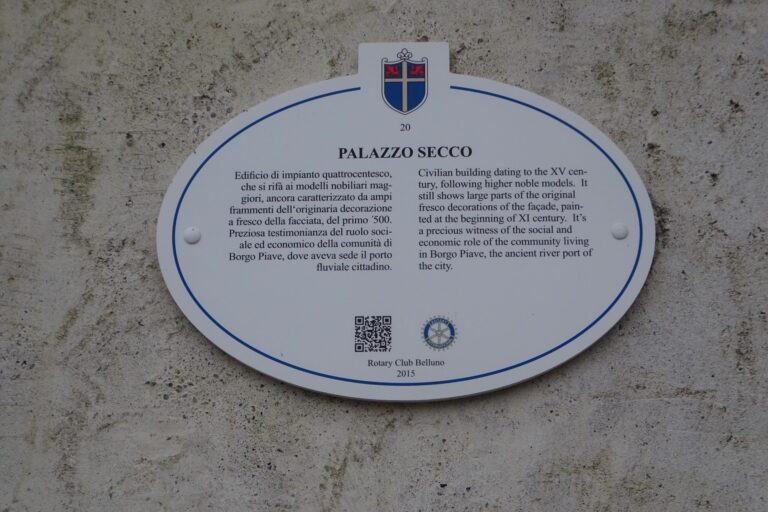 20
PALAZZO SECCO
Edificio di impianto quattrocentesco,
che si rifà ai modelli nobiliari mag-
giori, ancora caratterizzato da ampi
frammenti dell'originaria decorazione
a fresco della facciata, del primo ´500.
Preziosa testimonianza del ruolo soci-
ale ed economico della comunità di
Borgo Piave, dove aveva sede il porto
fluviale cittadino.
Civilian building dating to the XV cen-
tury, following higher noble models. It
still shows large parts of the original
fresco decorations of the façade, pain-
ted at the beginning of XI century. It's
a precious witness of the social and
economic role of the community living
in Borgo Piave, the ancient river port of
the city.
Rotary Club Belluno
2015